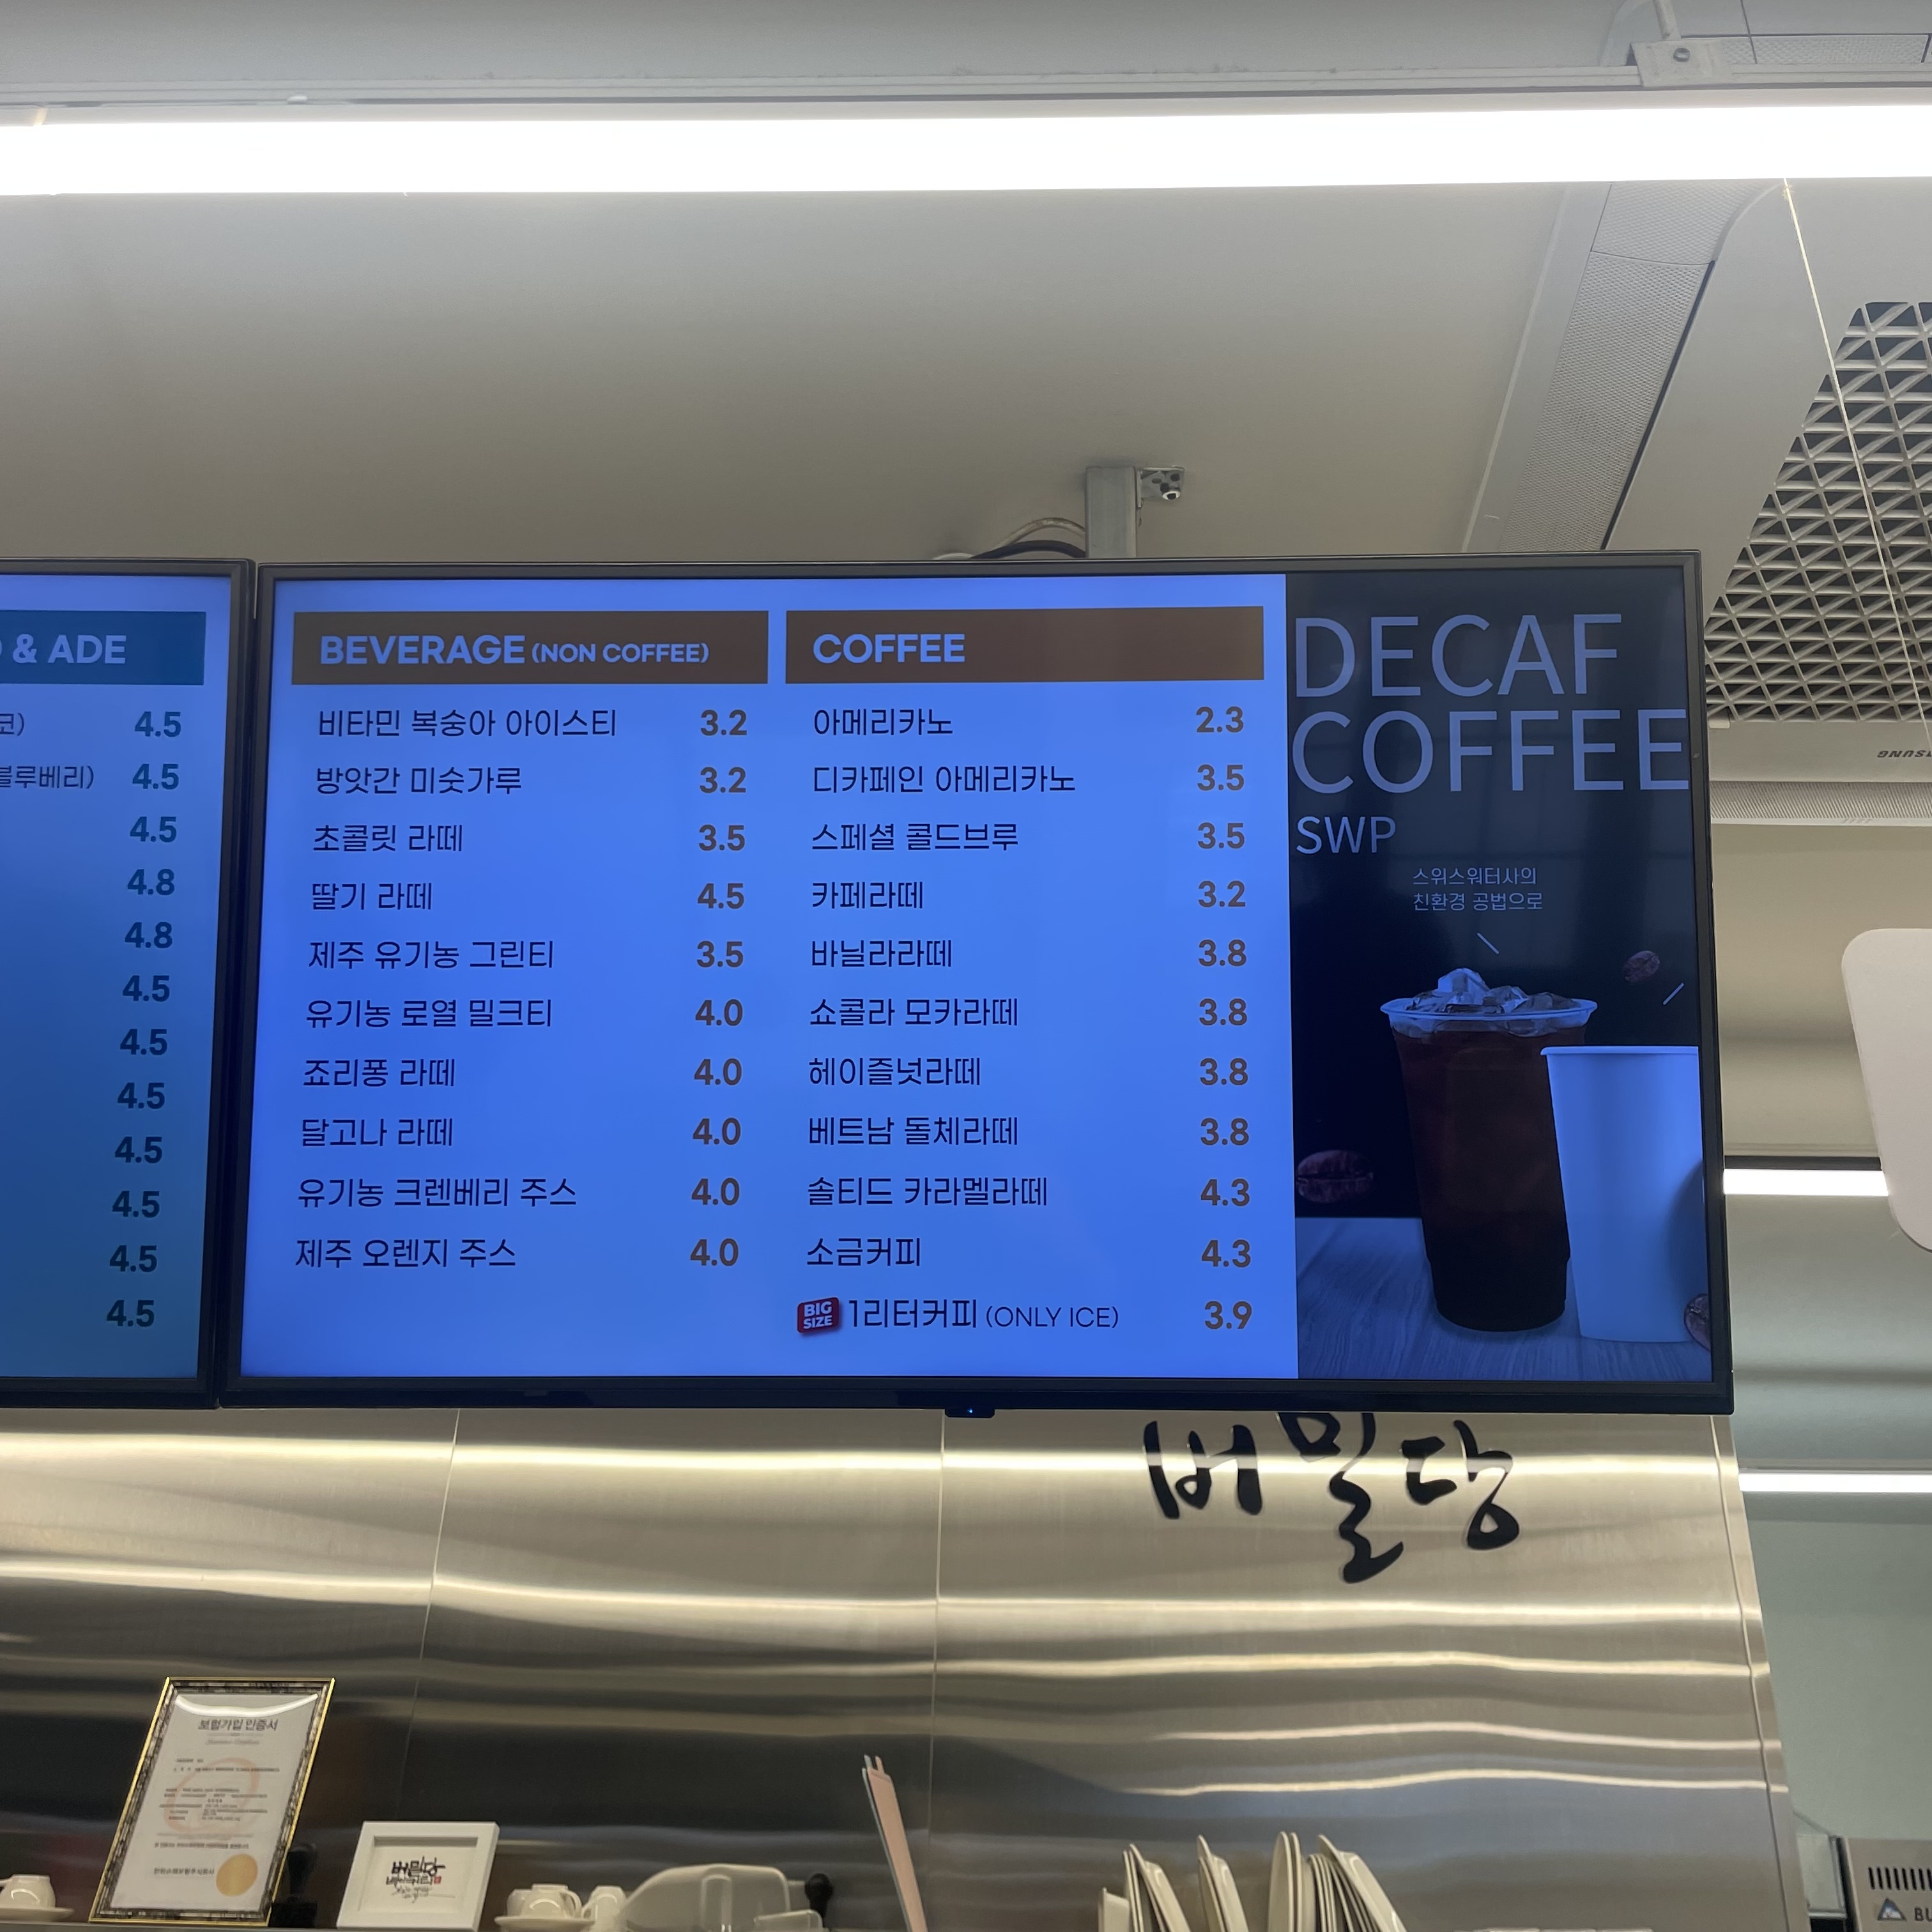 & ADE
코) 4.5
블루베리) 4.5
4.5
4.8
4.8
4.5
4.5
4.5
4.5
4.5
4.5
4.5
BEVERAGE (NON COFFEE)
비타민 복숭아 아이스티 3.2
방앗간 미숫가루 3.2
초콜릿 라떼 3.5
딸기 라떼 4.5
제주 유기농 그린티 3.5
유기농 로열 밀크티 4.0
죠리퐁 라떼 4.0
달고나 라떼 4.0
유기농 크렌베리 주스 4.0
제주 오렌지 주스 4.0
COFFEE
아메리카노 2.3
디카페인 아메리카노 3.5
스페셜 콜드브루 3.5
카페라떼 3.2
바닐라라떼 3.8
쇼콜라 모카라떼 3.8
헤이즐넛라떼 3.8
베트남 돌체라떼 3.8
솔티드 카라멜라떼 4.3
소금커피 4.3
BIG SIZE 1리터커피 (ONLY ICE) 3.9
DECAF
COFFEE
SWP
스위스워터사의
친환경 공법으로
SAMSUNG
버밀당
보험가입 인증서
버밀당